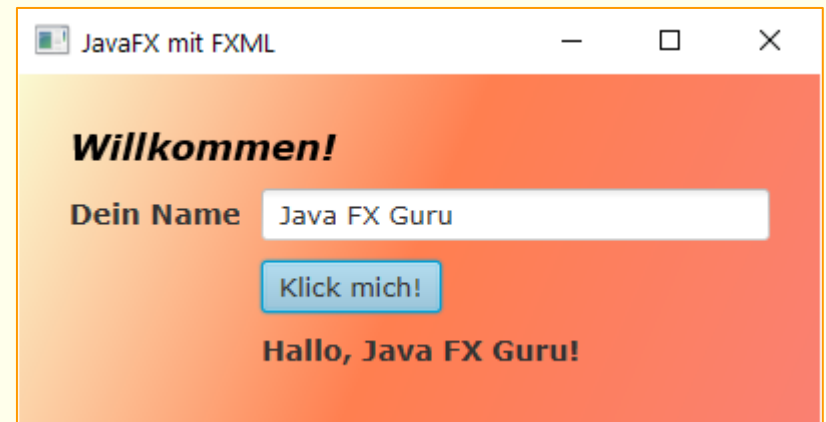 JavaFX mit FXML
Willkommen!
Dein Name Java FX Guru
Klick mich!
Hallo, Java FX Guru!